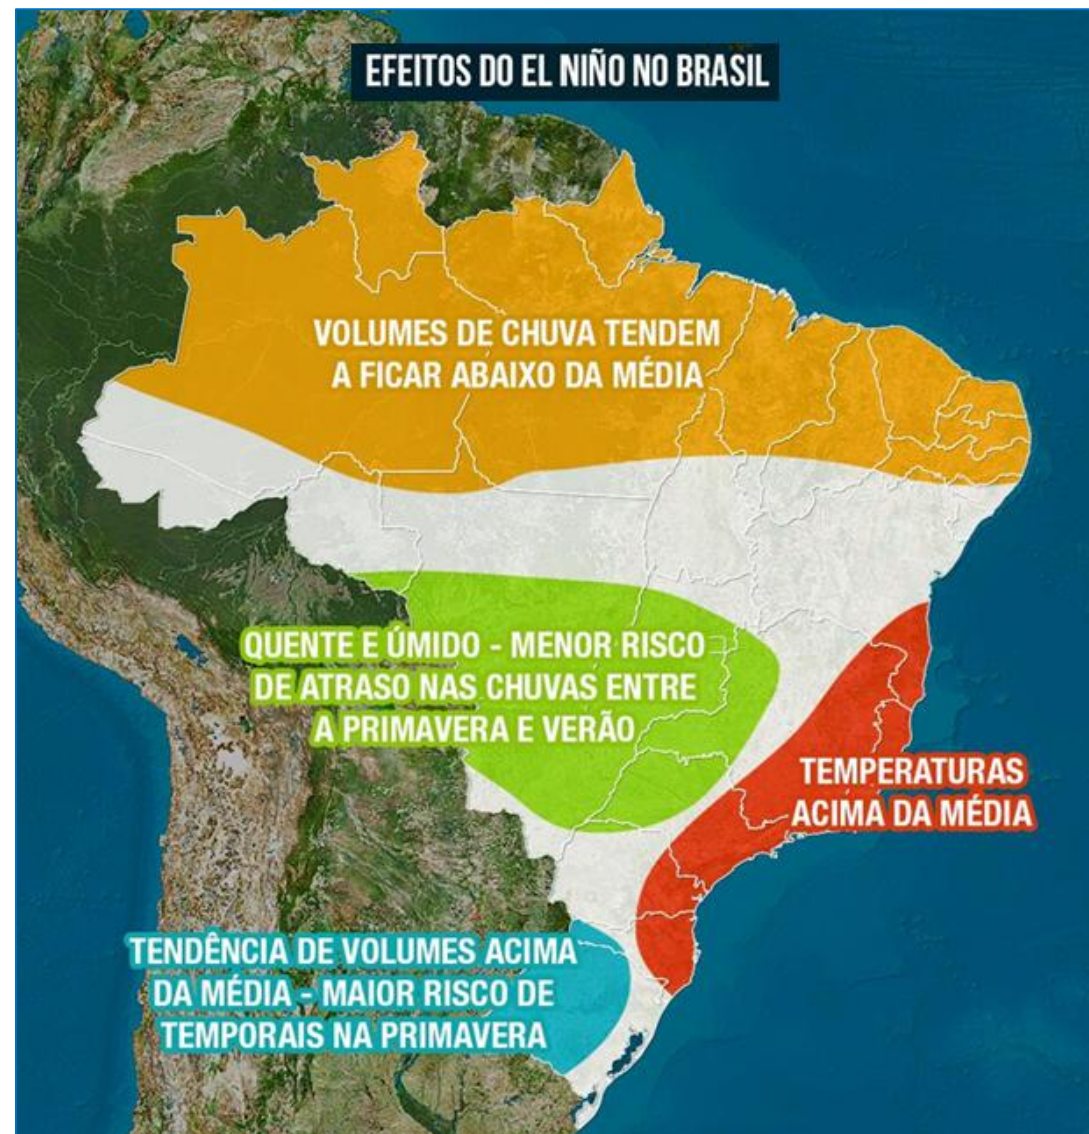 EFEITOS DO EL NIÑO NO BRASIL
VOLUMES DE CHUVA TENDEM
A FICAR ABAIXO DA MÉDIA
QUENTE E ÚMIDO - MENOR RISCO
DE ATRASO NAS CHUVAS ENTRE
A PRIMAVERA E VERÃO
TEMPERATURAS
ACIMA DA MÉDIA
TENDÊNCIA DE VOLUMES ACIMA
DA MÉDIA - MAIOR RISCO DE
TEMPORAIS NA PRIMAVERA